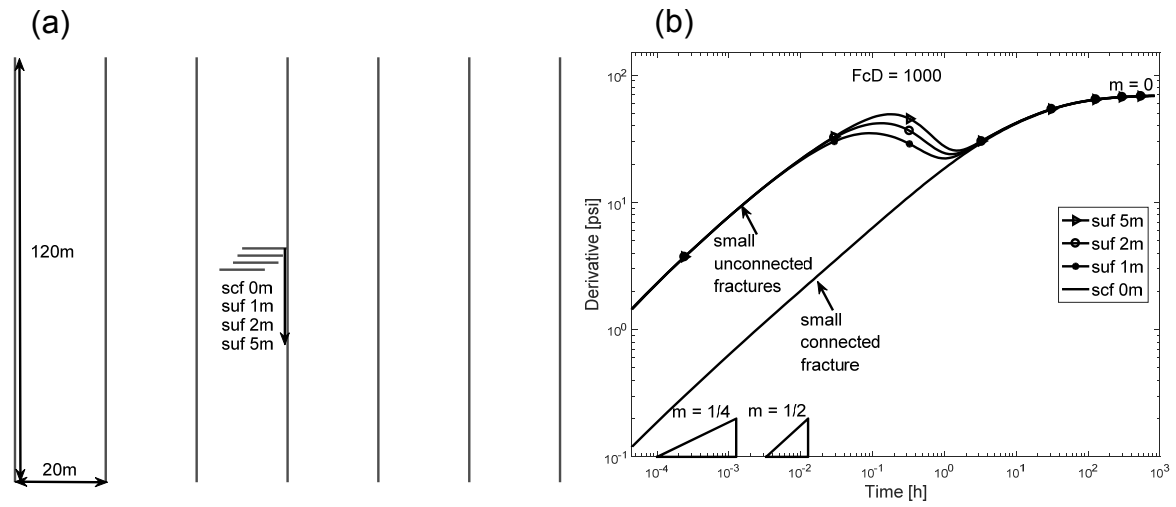 (a)
120m
scf 0m
suf 1m
suf 2m
suf 5m
20m
(b)
FcD = 1000
m = 0
10^2
10^1
10^0
10^-1
Derivative [psi]
small
unconnected
fractures
small
connected
fracture
suf 5m
suf 2m
suf 1m
scf 0m
m = 1/4
m = 1/2
10^-4
10^-3
10^-2
10^-1
10^0
10^1
10^2
10^3
Time [h]